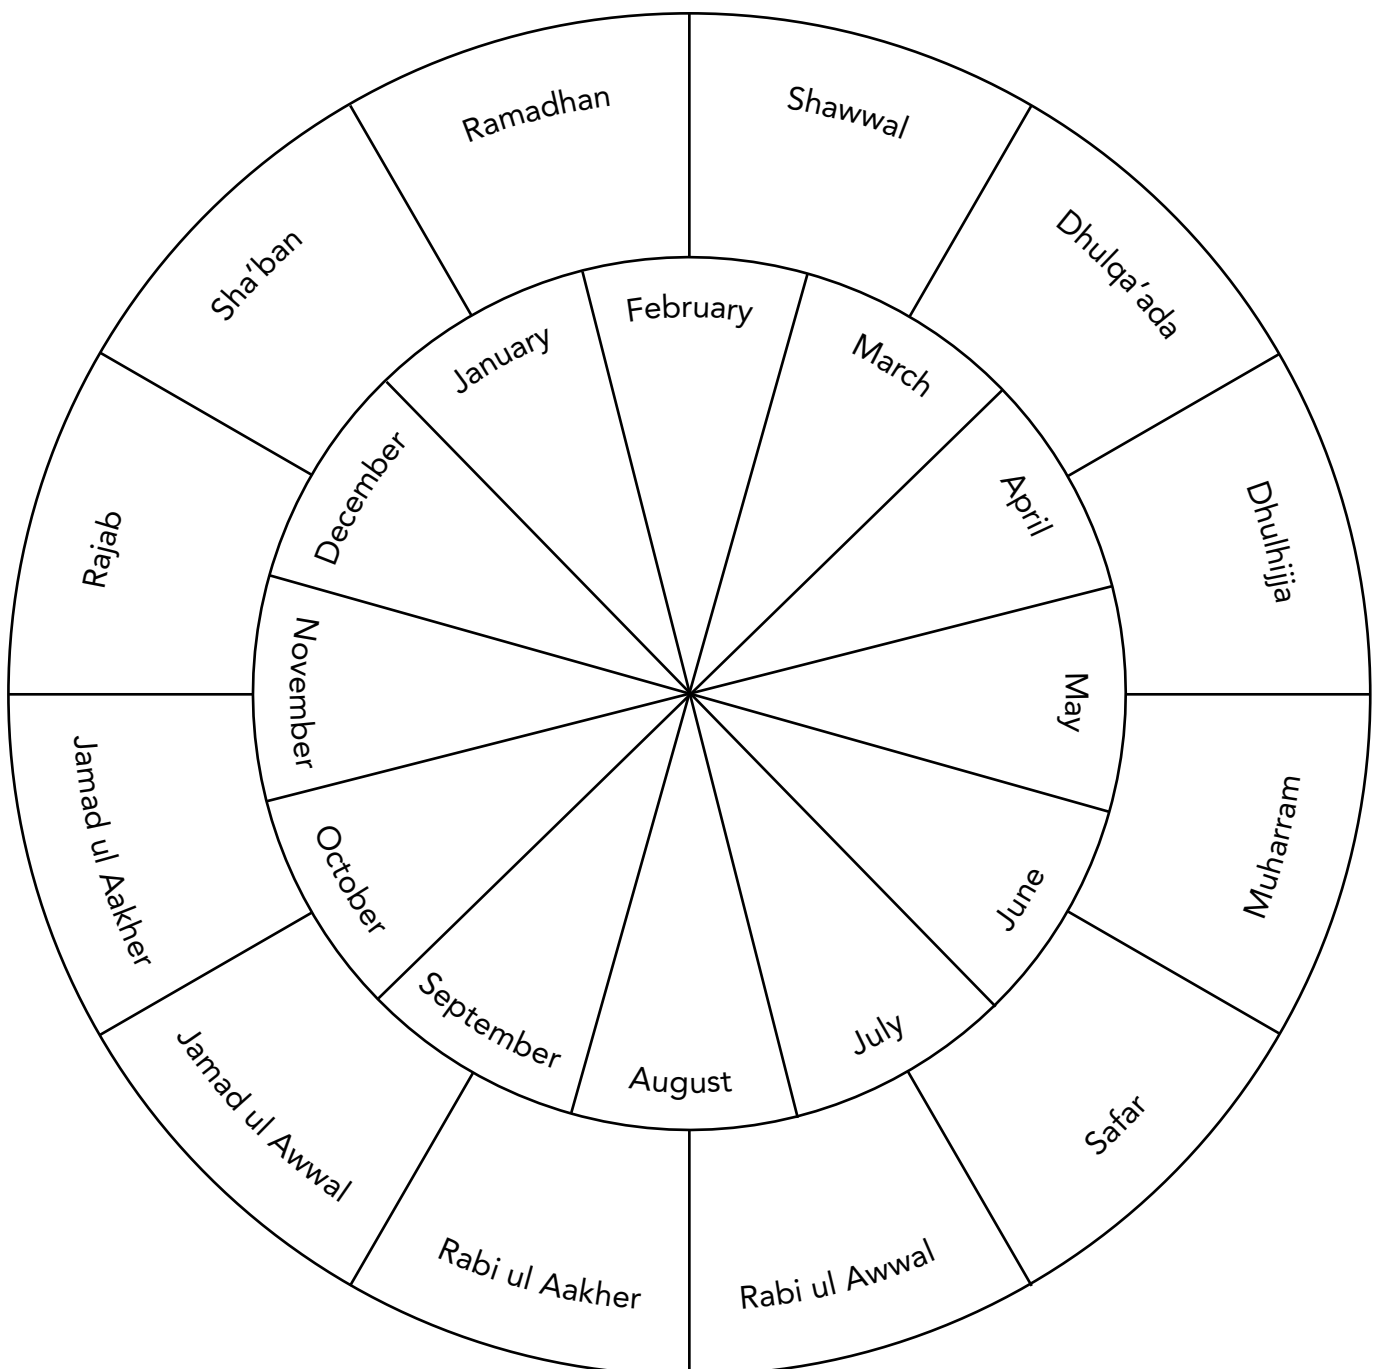 Ramadhan
Shawwal
Dhulqa’ada
Dhulhijja
Muharram
Safar
Rabi ul Awwal
Rabi ul Aakher
Jamad ul Awwal
Jamad ul Aakher
Rajab
Sha’ban
January
February
March
April
May
June
July
August
September
October
November
December